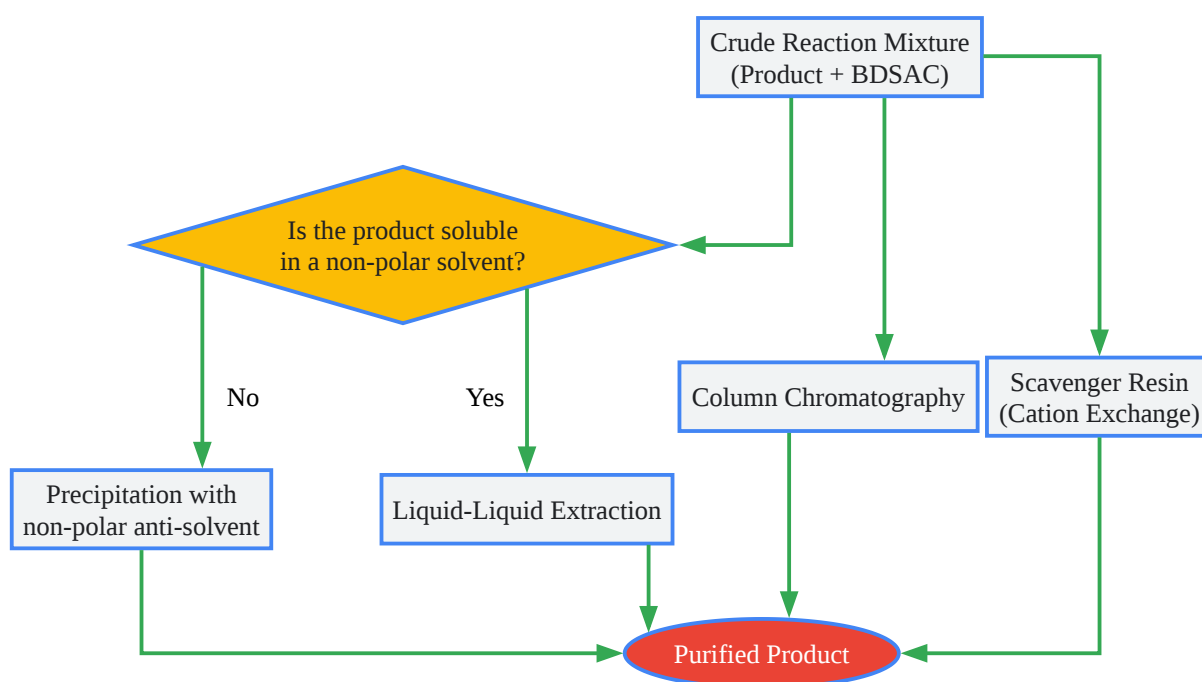 Crude Reaction Mixture
(Product + BDSAC)
Is the product soluble
in a non-polar solvent?
No
Yes
Column Chromatography
Scavenger Resin
(Cation Exchange)
Precipitation with
non-polar anti-solvent
Liquid-Liquid Extraction
Purified Product